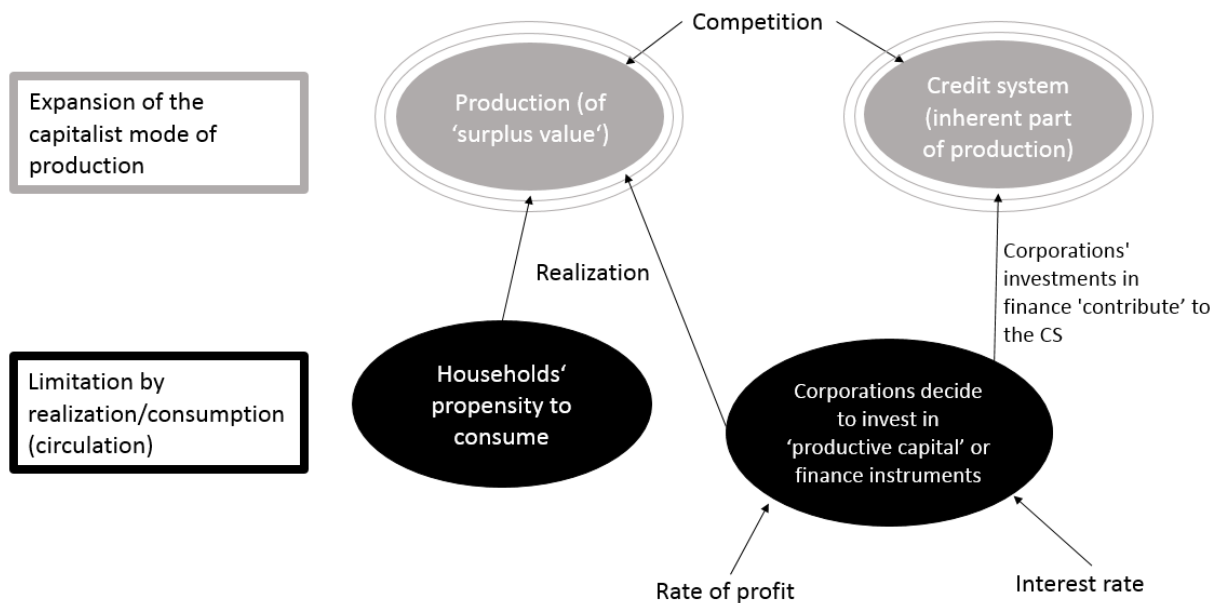 Competition
Expansion of the
capitalist mode of
production
Production (of
‘surplus value‘)
Credit system
(inherent part
of production)
Realization
Corporations'
investments in
finance 'contribute’ to
the CS
Limitation by
realization/consumption
(circulation)
Households‘
propensity to
consume
Corporations decide
to invest in
‘productive capital’ or
finance instruments
Rate of profit
Interest rate